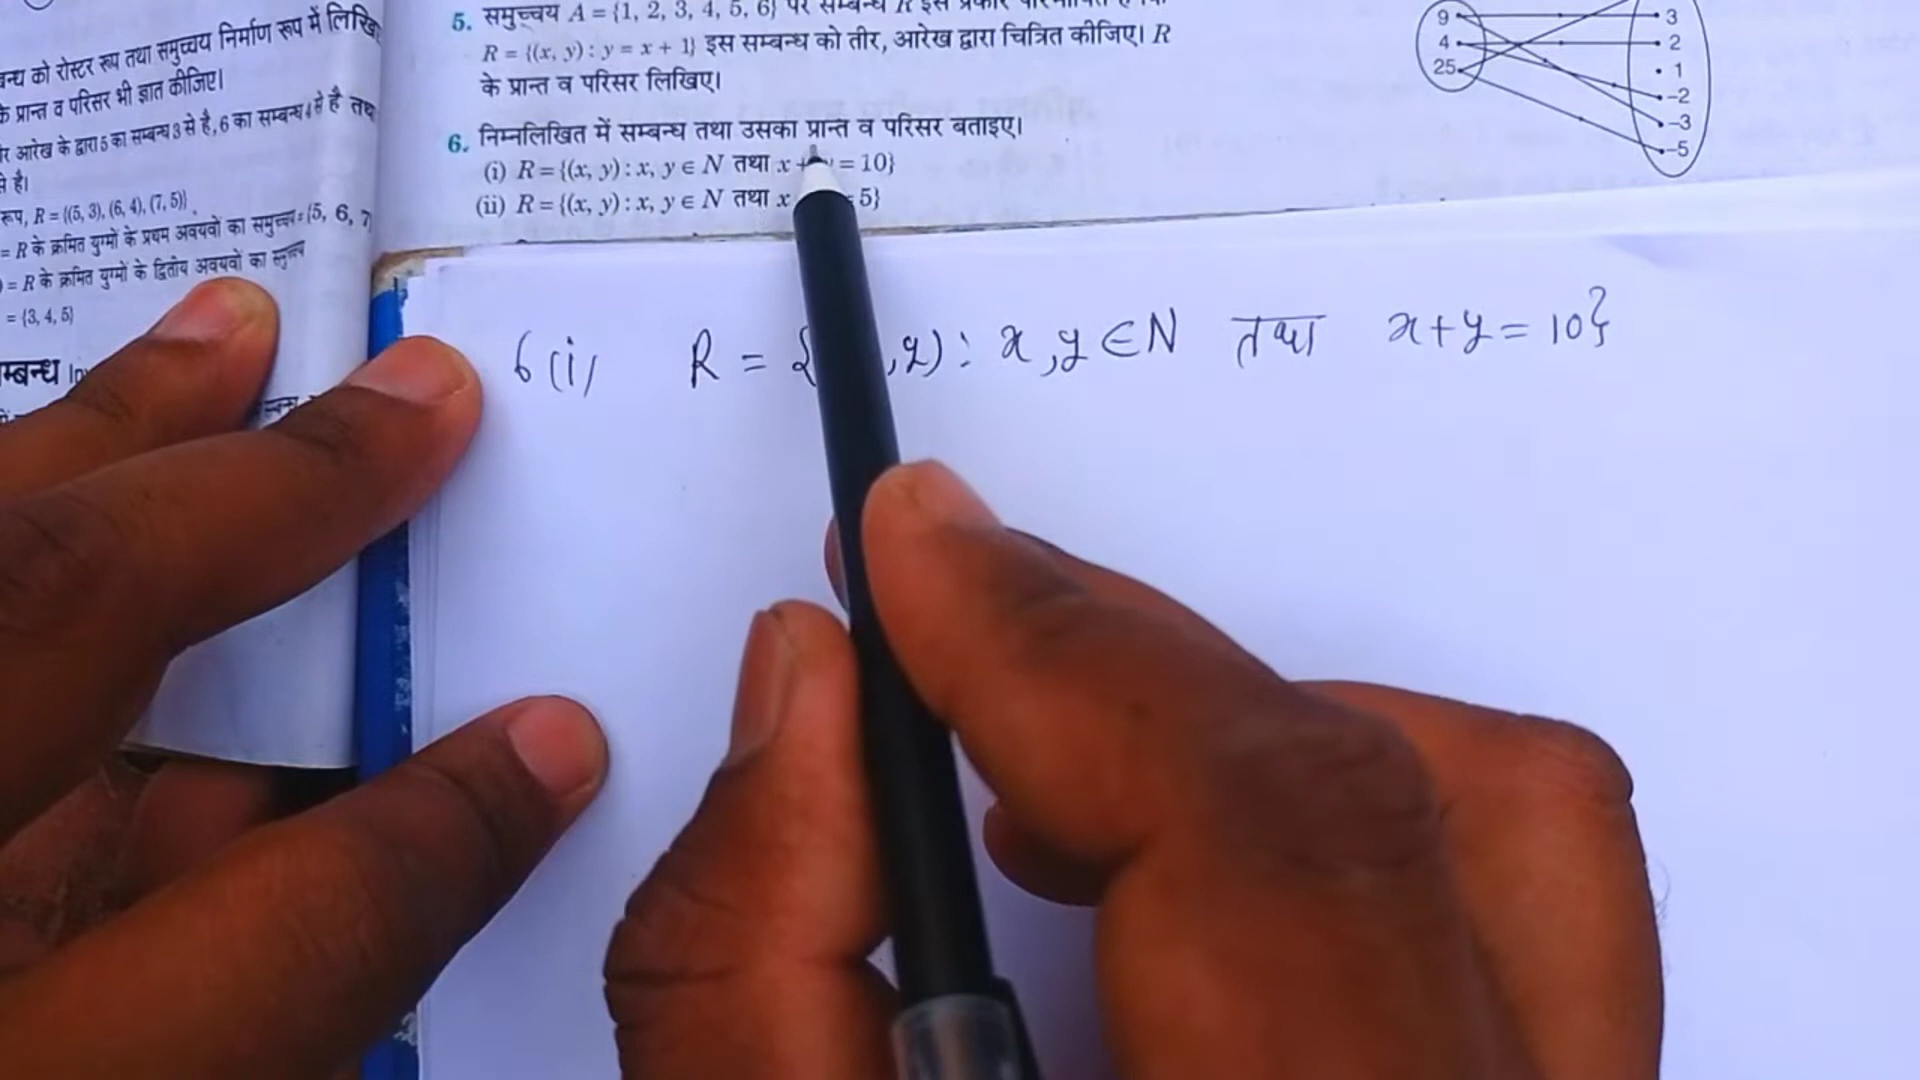 में लिखि
बन्ध को रोस्टर रूप तथा समुच्चय निर्माण रूप में
के प्रान्त व परिसर भी ज्ञात कीजिए।
र आरेख के द्वारा 5 का सम्बन्ध 3 से है, 6 का सम्बन्ध 4 से है तथा
से है।
रूप, R = {(5, 3), (6, 4), (7, 5)}
= R के क्रमित युग्मों के प्रथम अवयवों का समुच्चय = {5, 6, 7
= R के क्रमित युग्मों के द्वितीय अवयवों का समुच्चय
= {3, 4, 5}
म्बन्ध
5. समुच्चय A = {1, 2, 3, 4, 5, 6} पर सम्बन्ध R इस प्रकार
R = {(x, y) : y = x + 1} इस सम्बन्ध को तीर, आरेख द्वारा चित्रित कीजिए। R
के प्रान्त व परिसर लिखिए।
6. निम्नलिखित में सम्बन्ध तथा उसका प्रान्त व परिसर बताइए।
(i) R = {(x, y) : x, y ∈ N तथा x + = 10}
(ii) R = {(x, y) : x, y ∈ N तथा x 5}
9
4
25
3
2
1
-2
-3
-5
6 (i) R = { , y) : x, y ∈ N तथा x + y = 10}